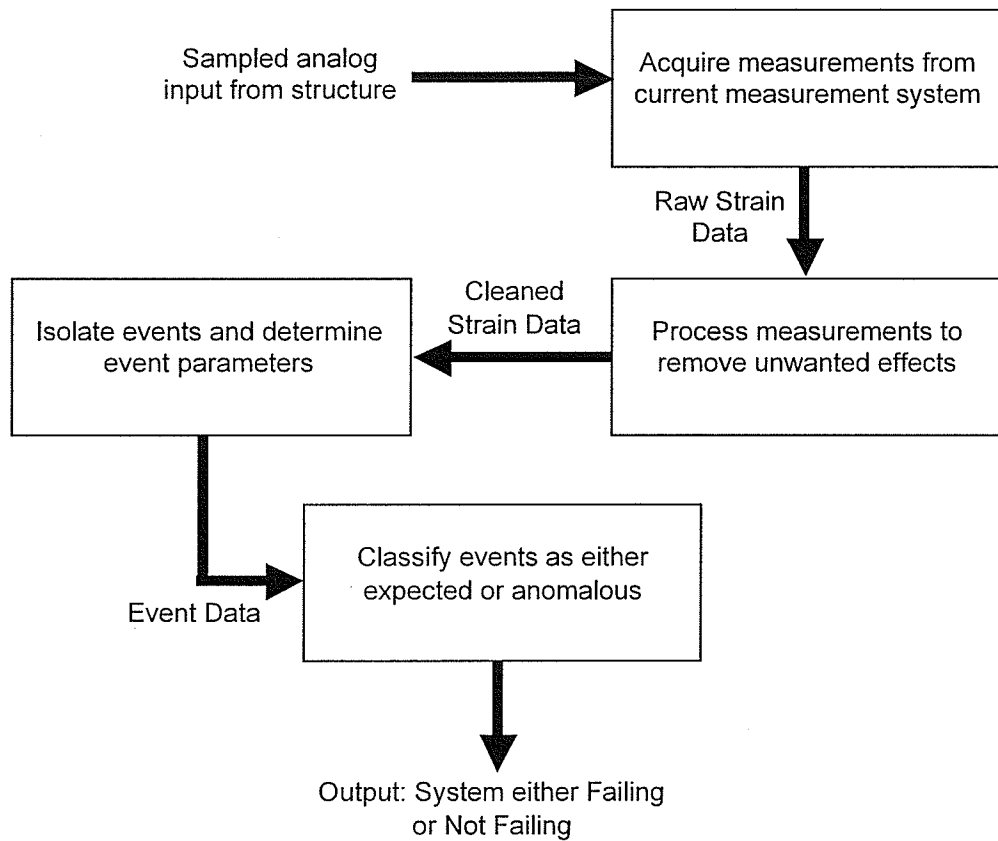 Sampled analog
input from structure
Acquire measurements from
current measurement system
Raw Strain
Data
Process measurements to
remove unwanted effects
Cleaned
Strain Data
Isolate events and determine
event parameters
Event Data
Classify events as either
expected or anomalous
Output: System either Failing
or Not Failing